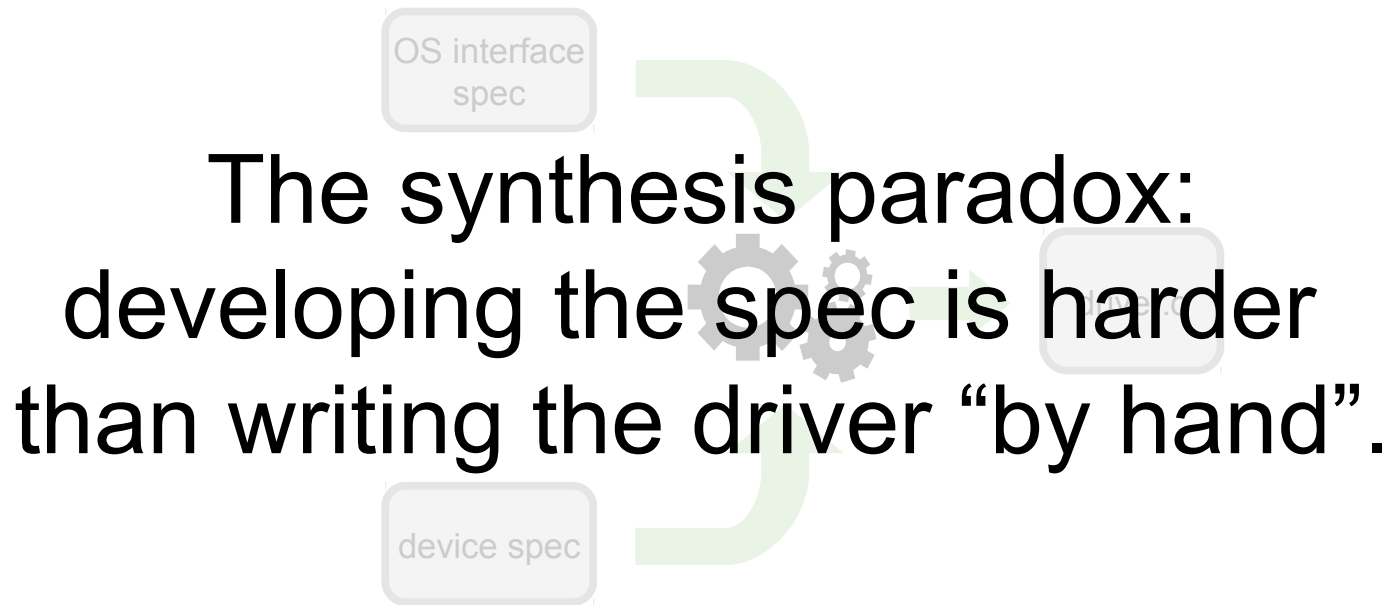 OS interface
spec
The synthesis paradox:
developing the spec is harder
than writing the driver “by hand”.
driver.c
device spec